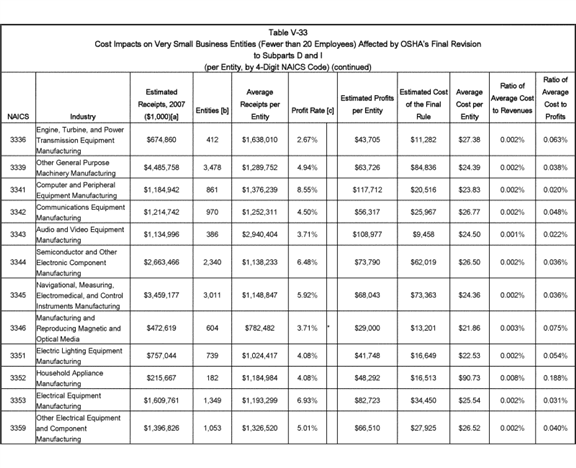 Table V-33
Cost Impacts on Very Small Business Entities (Fewer than 20 Employees) Affected by OSHA's Final Revision
to Subparts D and I
(per Entity, by 4-Digit NAICS Code) (continued)
NAICS Industry Estimated Receipts, 2007 ($1,000)[a] Entities [b] Average Receipts per Entity Profit Rate [c] Estimated Profits per Entity Estimated Cost of the Final Rule Average Cost per Entity Ratio of Average Cost to Revenues Ratio of Average Cost to Profits
3336 Engine, Turbine, and Power Transmission Equipment Manufacturing $674,860 412 $1,638,010 2.67% $43,705 $11,282 $27.38 0.002% 0.063%
3339 Other General Purpose Machinery Manufacturing $4,485,758 3,478 $1,289,752 4.94% $63,726 $84,836 $24.39 0.002% 0.038%
3341 Computer and Peripheral Equipment Manufacturing $1,184,942 861 $1,376,239 8.55% $117,712 $20,516 $23.83 0.002% 0.020%
3342 Communications Equipment Manufacturing $1,214,742 970 $1,252,311 4.50% $56,317 $25,967 $26.77 0.002% 0.048%
3343 Audio and Video Equipment Manufacturing $1,134,996 386 $2,940,404 3.71% $108,977 $9,458 $24.50 0.001% 0.022%
3344 Semiconductor and Other Electronic Component Manufacturing $2,663,466 2,340 $1,138,233 6.48% $73,790 $62,019 $26.50 0.002% 0.036%
3345 Navigational, Measuring, Electromedical, and Control Instruments Manufacturing $3,459,177 3,011 $1,148,847 5.92% $68,043 $73,363 $24.36 0.002% 0.036%
3346 Manufacturing and Reproducing Magnetic and Optical Media $472,619 604 $782,482 3.71% * $29,000 $13,201 $21.86 0.003% 0.075%
3351 Electric Lighting Equipment Manufacturing $757,044 739 $1,024,417 4.08% $41,748 $16,649 $22.53 0.002% 0.054%
3352 Household Appliance Manufacturing $215,667 182 $1,184,984 4.08% $48,292 $16,513 $90.73 0.008% 0.188%
3353 Electrical Equipment Manufacturing $1,609,761 1,349 $1,193,299 6.93% $82,723 $34,450 $25.54 0.002% 0.031%
3359 Other Electrical Equipment and Component Manufacturing $1,396,826 1,053 $1,326,520 5.01% $66,510 $27,925 $26.52 0.002% 0.040%